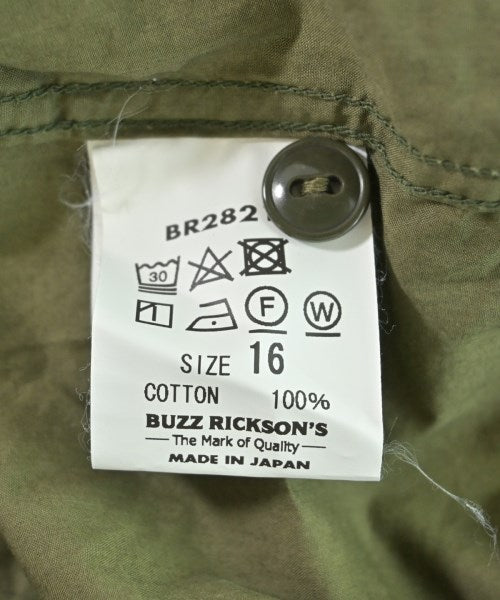 BR282
30
F W
SIZE 16
COTTON 100%
BUZZ RICKSON'S
The Mark of Quality
MADE IN JAPAN